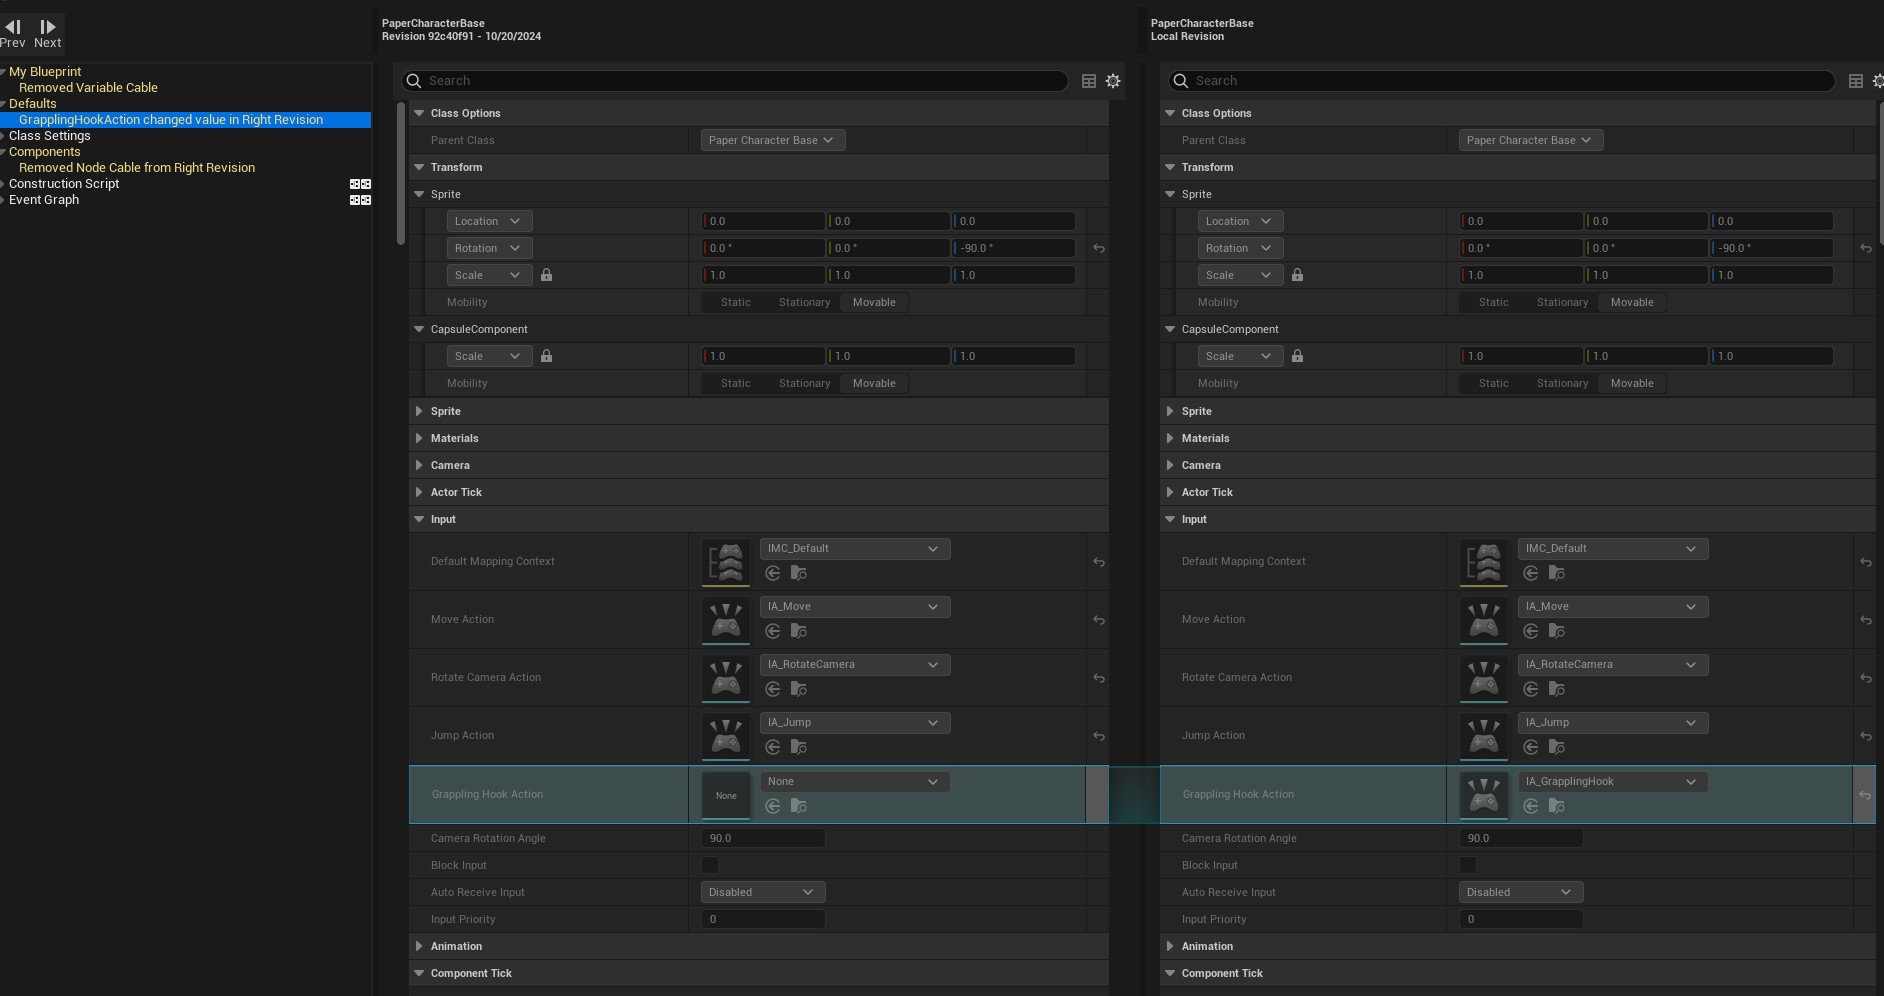 Prev Next
My Blueprint
Removed Variable Cable
Defaults
GrapplingHookAction changed value in Right Revision
Class Settings
Components
Removed Node Cable from Right Revision
Construction Script
Event Graph
PaperCharacterBase
Revision 92c40f91 - 10/20/2024
Search
Class Options
Parent Class Paper Character Base
Transform
Sprite
Location 0.0 0.0 0.0
Rotation 0.0 ° 0.0 ° -90.0 °
Scale 1.0 1.0 1.0
Mobility Static Stationary Movable
CapsuleComponent
Scale 1.0 1.0 1.0
Mobility Static Stationary Movable
Sprite
Materials
Camera
Actor Tick
Input
Default Mapping Context IMC_Default
Move Action IA_Move
Rotate Camera Action IA_RotateCamera
Jump Action IA_Jump
Grappling Hook Action None None
Camera Rotation Angle 90.0
Block Input
Auto Receive Input Disabled
Input Priority 0
Animation
Component Tick
PaperCharacterBase
Local Revision
Search
Class Options
Parent Class Paper Character Base
Transform
Sprite
Location 0.0 0.0 0.0
Rotation 0.0 ° 0.0 ° -90.0 °
Scale 1.0 1.0 1.0
Mobility Static Stationary Movable
CapsuleComponent
Scale 1.0 1.0 1.0
Mobility Static Stationary Movable
Sprite
Materials
Camera
Actor Tick
Input
Default Mapping Context IMC_Default
Move Action IA_Move
Rotate Camera Action IA_RotateCamera
Jump Action IA_Jump
Grappling Hook Action IA_GrapplingHook
Camera Rotation Angle 90.0
Block Input
Auto Receive Input Disabled
Input Priority 0
Animation
Component Tick